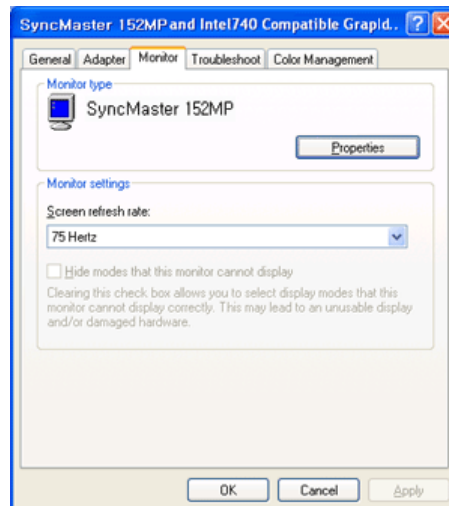 SyncMaster 152MP and Intel740 Compatible Grapld..
General Adapter Monitor Troubleshoot Color Management
Monitor type
SyncMaster 152MP
Properties
Monitor settings
Screen refresh rate:
75 Hertz
Hide modes that this monitor cannot display
Clearing this check box allows you to select display modes that this
monitor cannot display correctly. This may lead to an unusable display
and/or damaged hardware.
OK Cancel Apply